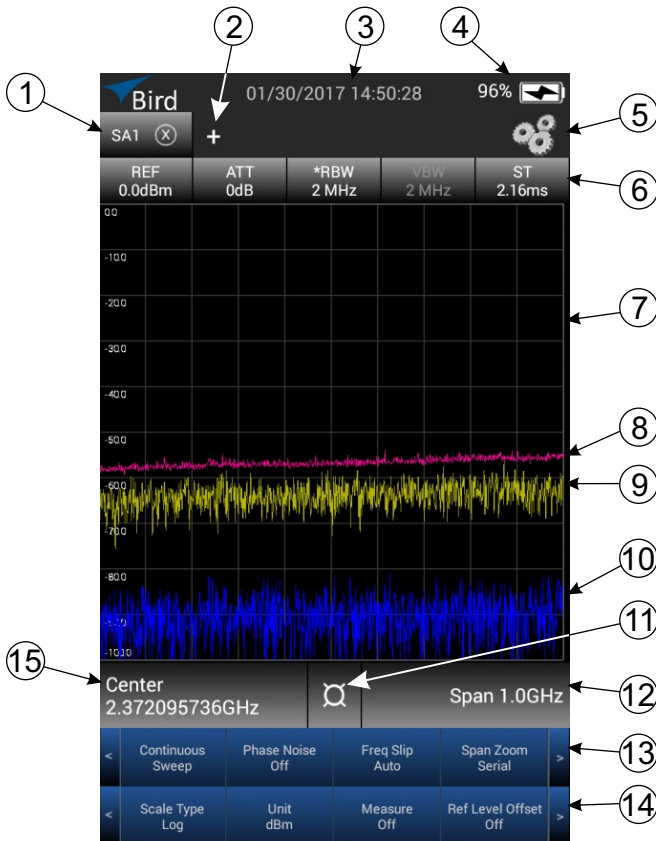 2
3
4
1
Bird
01/30/2017 14:50:28
96%
SA1 X
+
5
REF
0.0dBm
ATT
0dB
*RBW
2 MHz
VBW
2 MHz
ST
2.16ms
6
0.0
-10.0
-20.0
7
-30.0
-40.0
-50.0
8
-60.0
9
-70.0
-80.0
10
-100.0
11
15
Center
2.372095736GHz
Span 1.0GHz
12
<
Continuous
Sweep
Phase Noise
Off
Freq Slip
Auto
Span Zoom
Serial
>
13
<
Scale Type
Log
Unit
dBm
Measure
Off
Ref Level Offset
Off
>
14